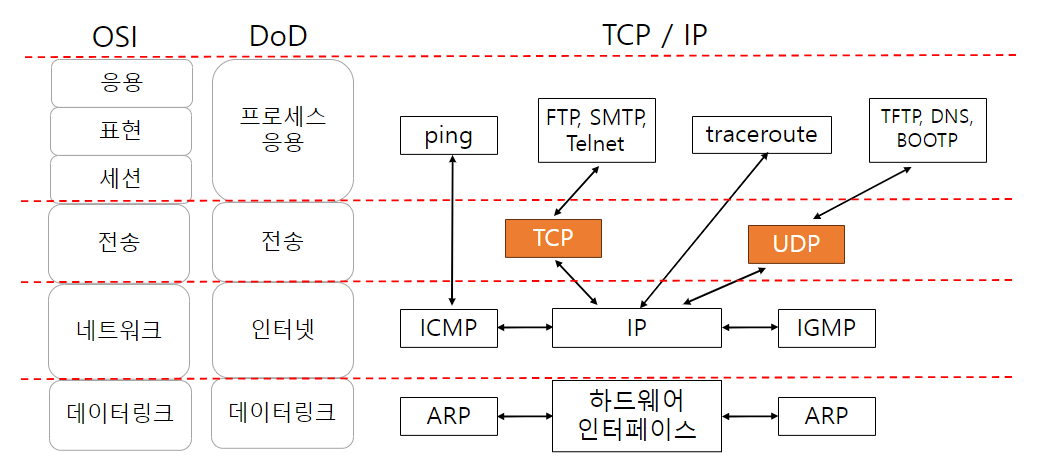 OSI
DoD
TCP / IP
응용
표현
세션
프로세스
응용
ping
FTP, SMTP,
Telnet
traceroute
TFTP, DNS,
BOOTP
전송
전송
TCP
UDP
네트워크
인터넷
ICMP
IP
IGMP
데이터링크
데이터링크
ARP
하드웨어
인터페이스
ARP